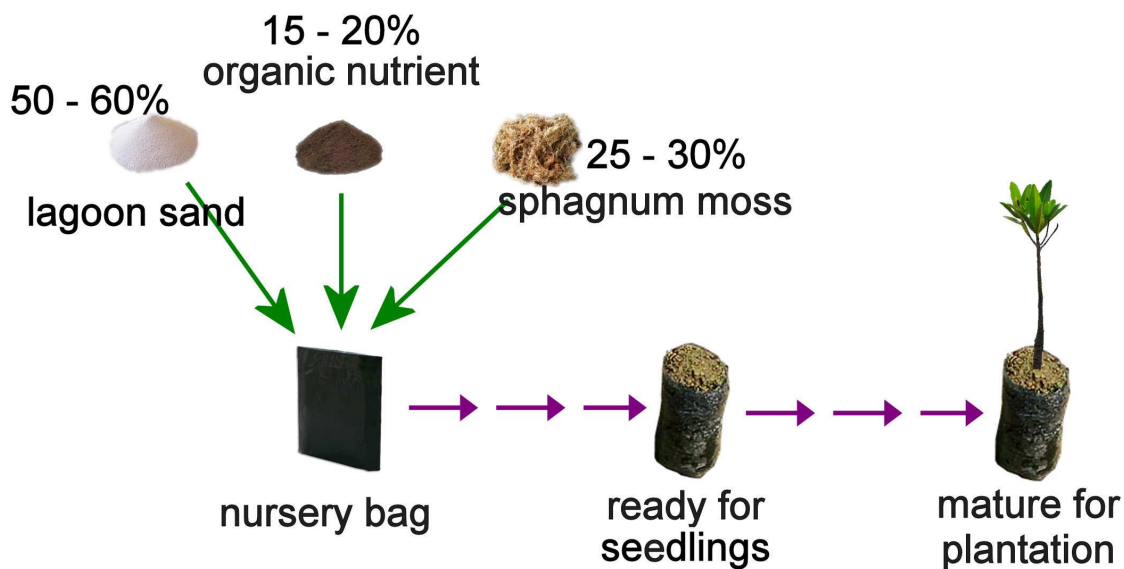 15 - 20%
organic nutrient
50 - 60%
lagoon sand
25 - 30%
sphagnum moss
nursery bag
ready for
seedlings
mature for
plantation